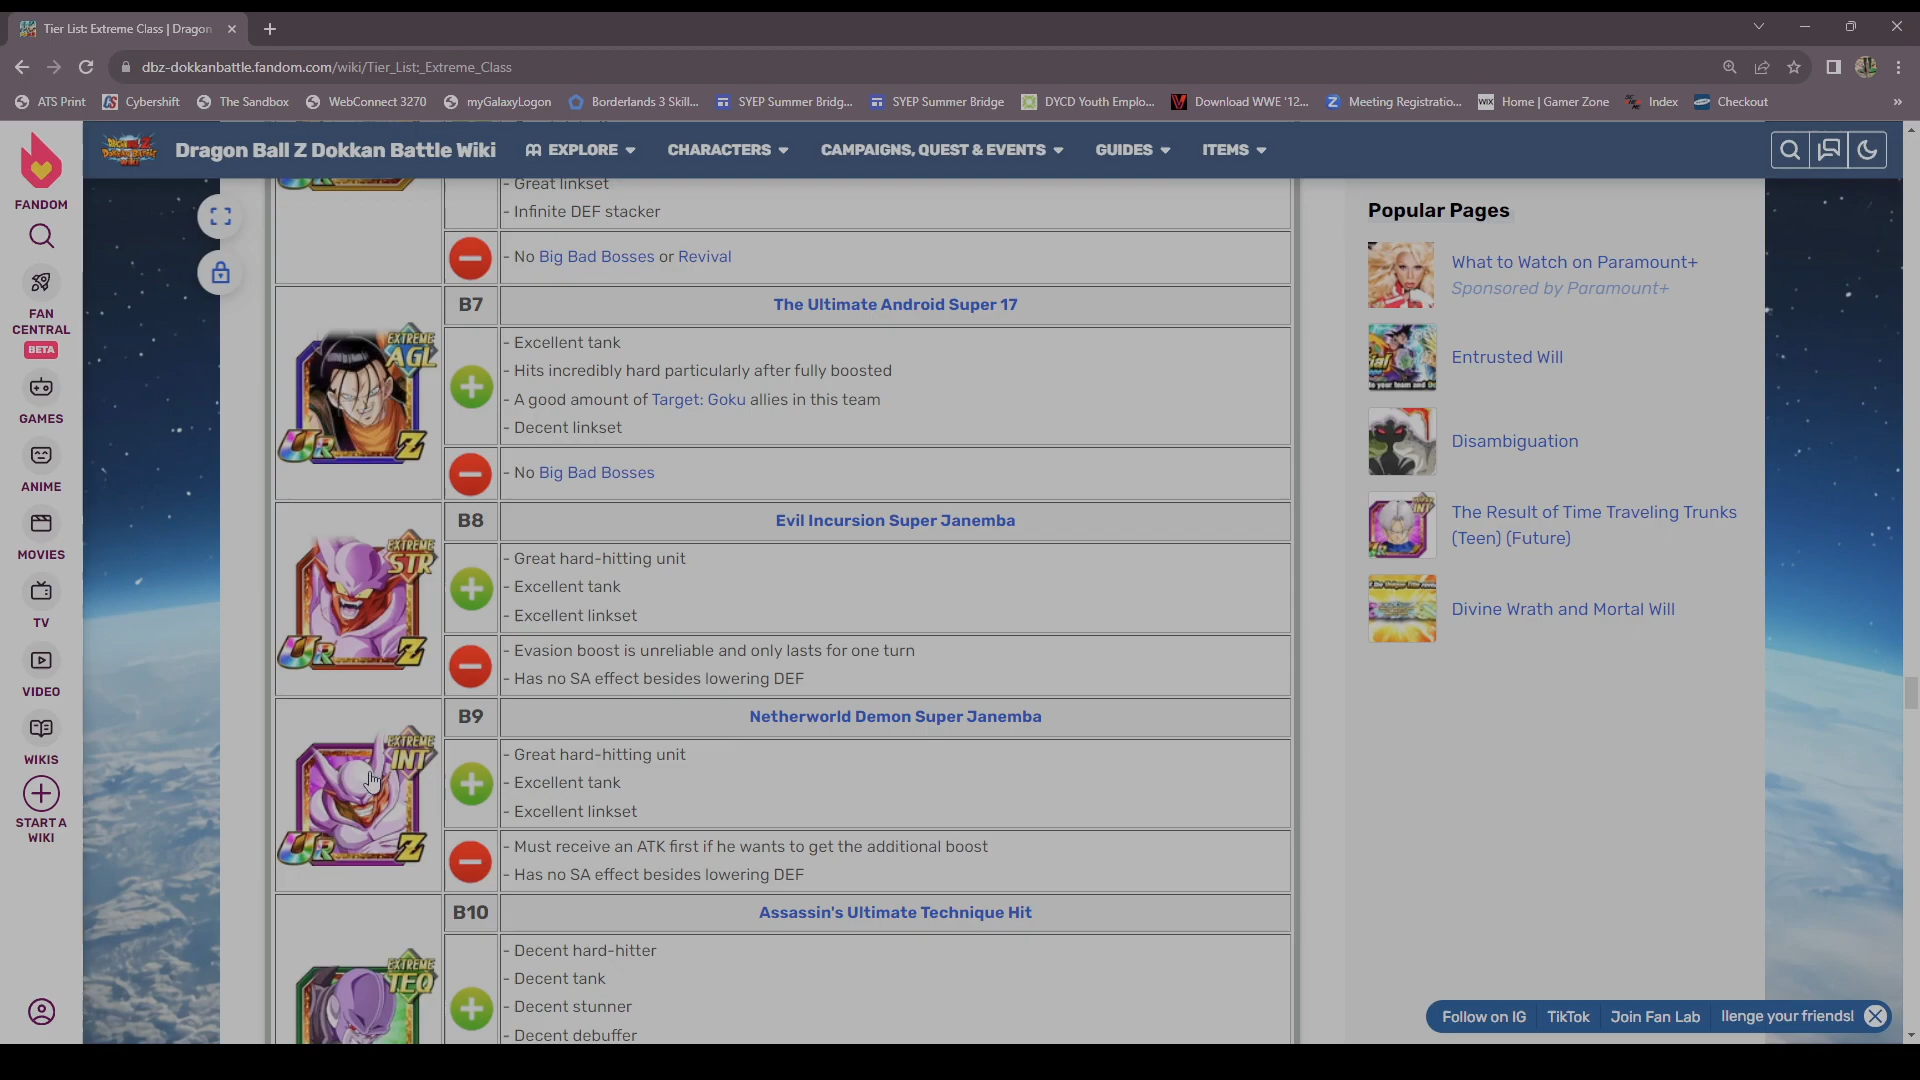 Tier List: Extreme Class | Dragon
dbz-dokkanbattle.fandom.com/wiki/Tier_List:_Extreme_Class
ATS Print
Cybershift
The Sandbox
WebConnect 3270
myGalaxyLogon
Borderlands 3 Skill...
SYEP Summer Bridg...
SYEP Summer Bridge
DYCD Youth Emplo...
Download WWE '12...
Meeting Registratio...
WIX Home | Gamer Zone
Index
Checkout
Dragon Ball Z Dokkan Battle Wiki
EXPLORE
CHARACTERS
CAMPAIGNS, QUEST & EVENTS
GUIDES
ITEMS
FANDOM
FAN CENTRAL
BETA
GAMES
ANIME
MOVIES
TV
VIDEO
WIKIS
START A
WIKI
- Great linkset
- Infinite DEF stacker
- No Big Bad Bosses or Revival
B7
The Ultimate Android Super 17
EXTREME
AGL
UR Z
- Excellent tank
- Hits incredibly hard particularly after fully boosted
- A good amount of Target: Goku allies in this team
- Decent linkset
- No Big Bad Bosses
B8
Evil Incursion Super Janemba
EXTREME
STR
UR Z
- Great hard-hitting unit
- Excellent tank
- Excellent linkset
- Evasion boost is unreliable and only lasts for one turn
- Has no SA effect besides lowering DEF
B9
Netherworld Demon Super Janemba
EXTREME
INT
UR Z
- Great hard-hitting unit
- Excellent tank
- Excellent linkset
- Must receive an ATK first if he wants to get the additional boost
- Has no SA effect besides lowering DEF
B10
Assassin's Ultimate Technique Hit
EXTREME
TEQ
- Decent hard-hitter
- Decent tank
- Decent stunner
- Decent debuffer
Popular Pages
What to Watch on Paramount+
Sponsored by Paramount+
Entrusted Will
Disambiguation
The Result of Time Traveling Trunks
(Teen) (Future)
Divine Wrath and Mortal Will
Follow on IG
TikTok
Join Fan Lab
llenge your friends!